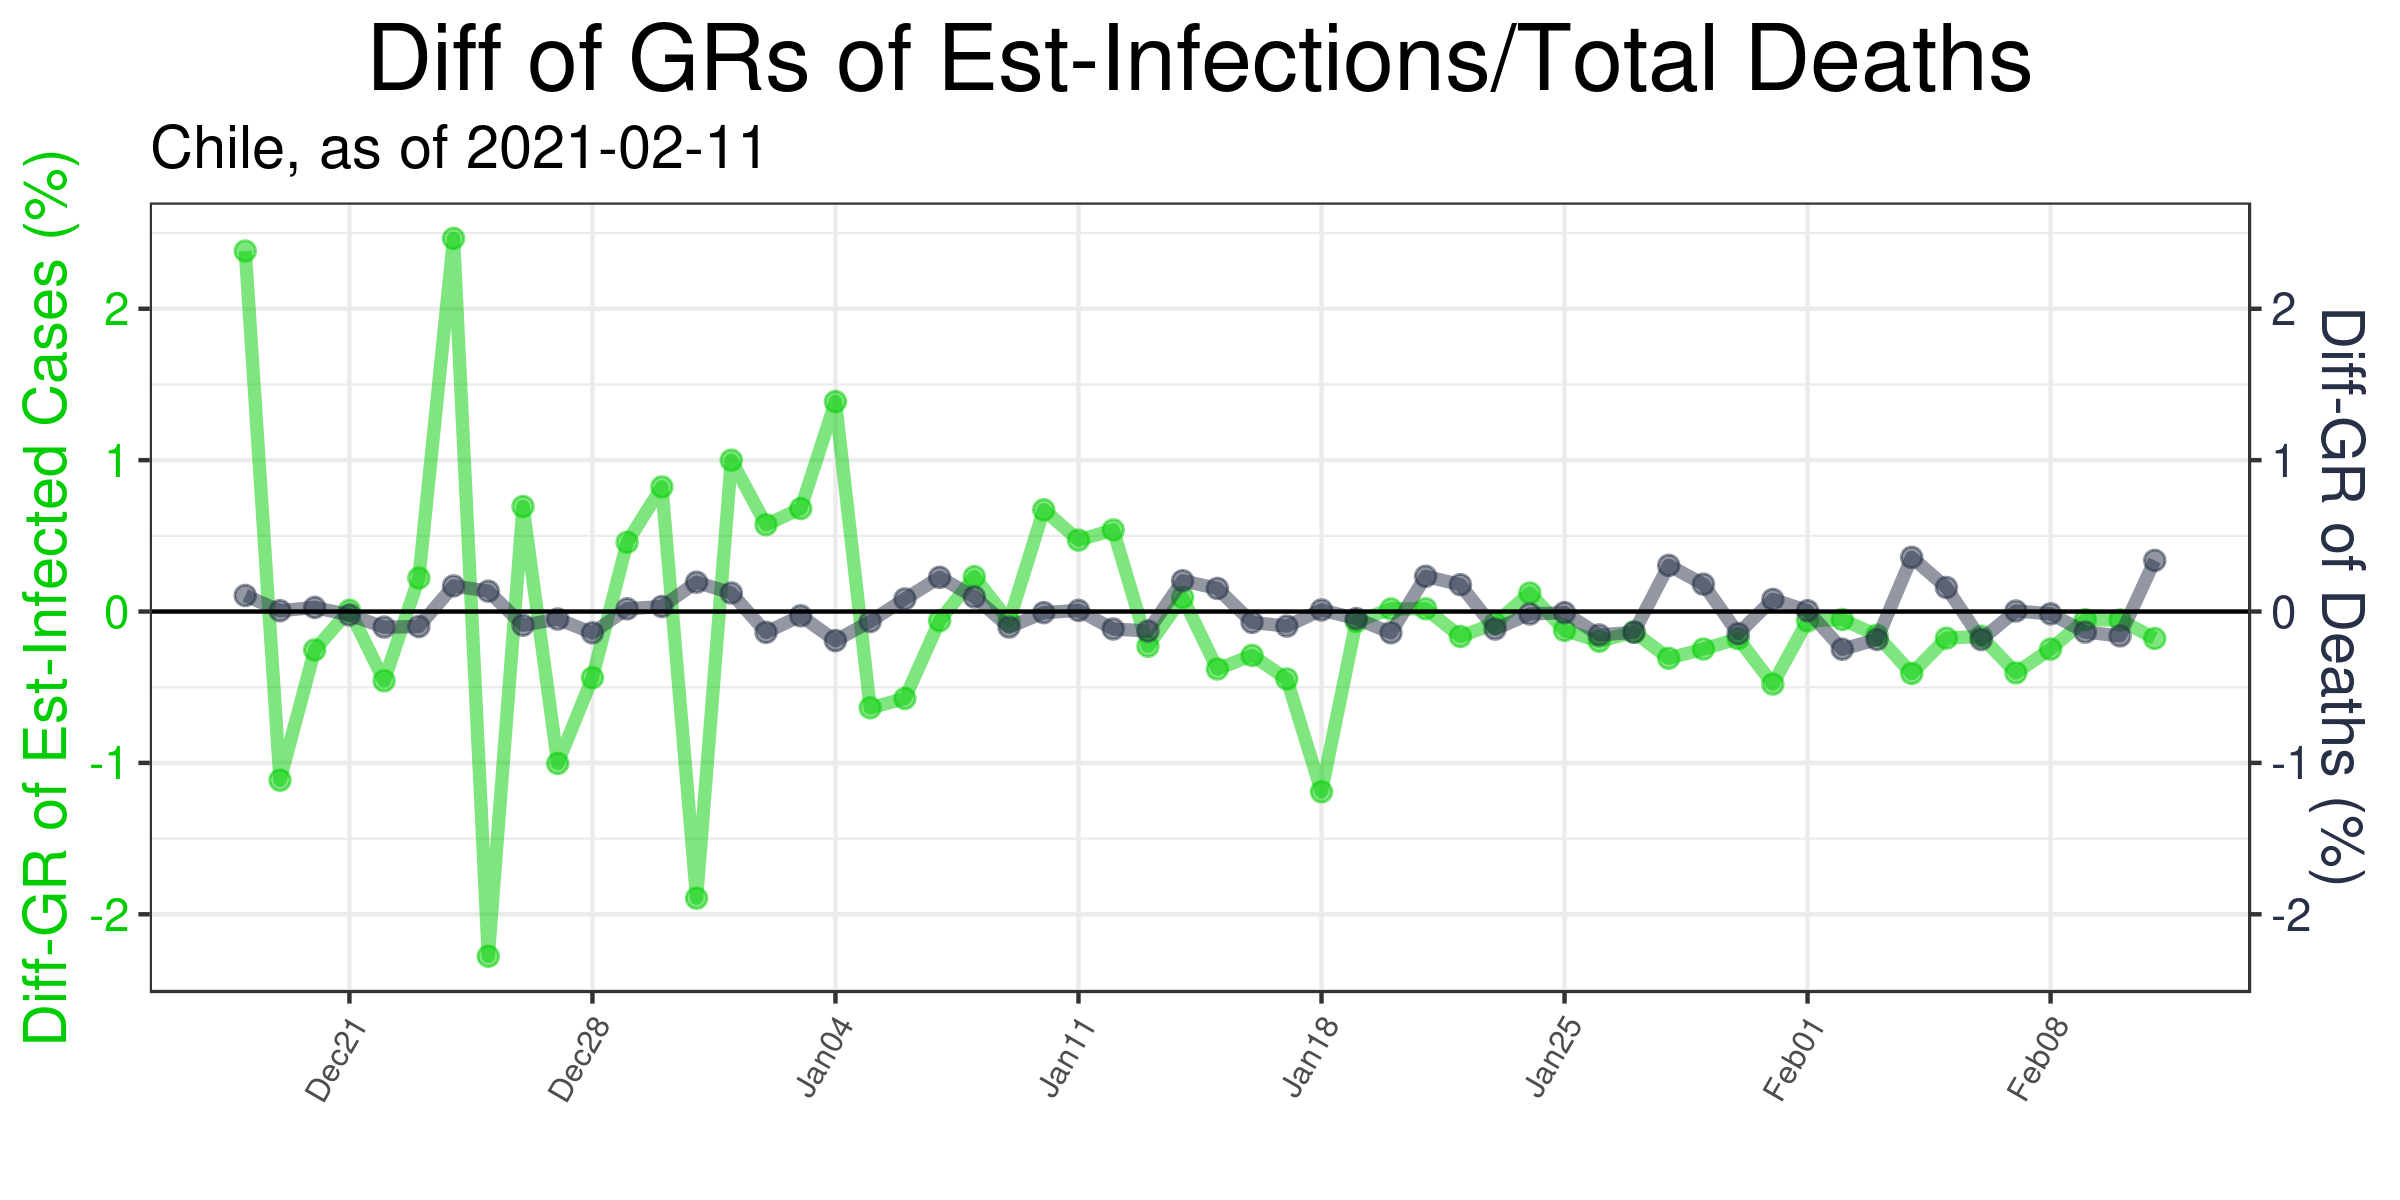 Diff of GRs of Est-Infections/Total Deaths
Chile, as of 2021-02-11
Diff-GR of Est-Infected Cases (%)
2
1
0
-1
-2
2
1
0
-1
-2
Diff-GR of Deaths (%)
Dec21
Dec28
Jan04
Jan11
Jan18
Jan25
Feb01
Feb08